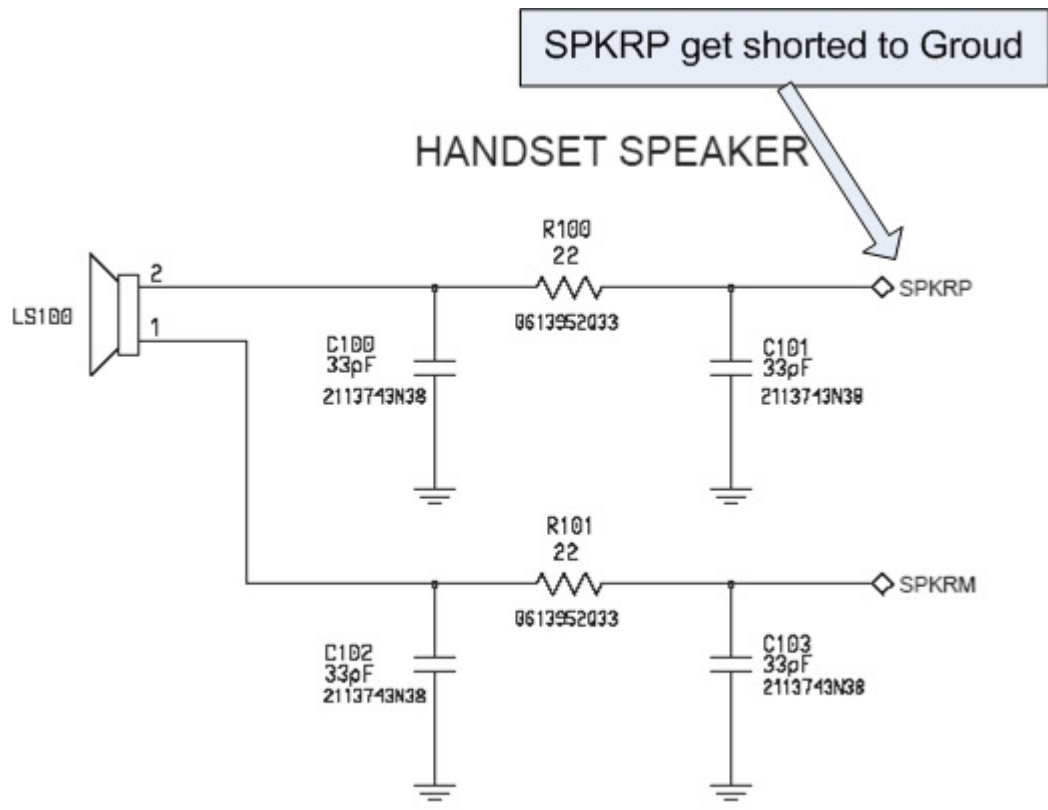 SPKRP get shorted to Groud
HANDSET SPEAKER
R100
22
0613952Q33
2
1
LS100
SPKRP
C100
33pF
2113743N38
C101
33pF
2113743N38
R101
22
0613952Q33
SPKRM
C102
33pF
2113743N38
C103
33pF
2113743N38